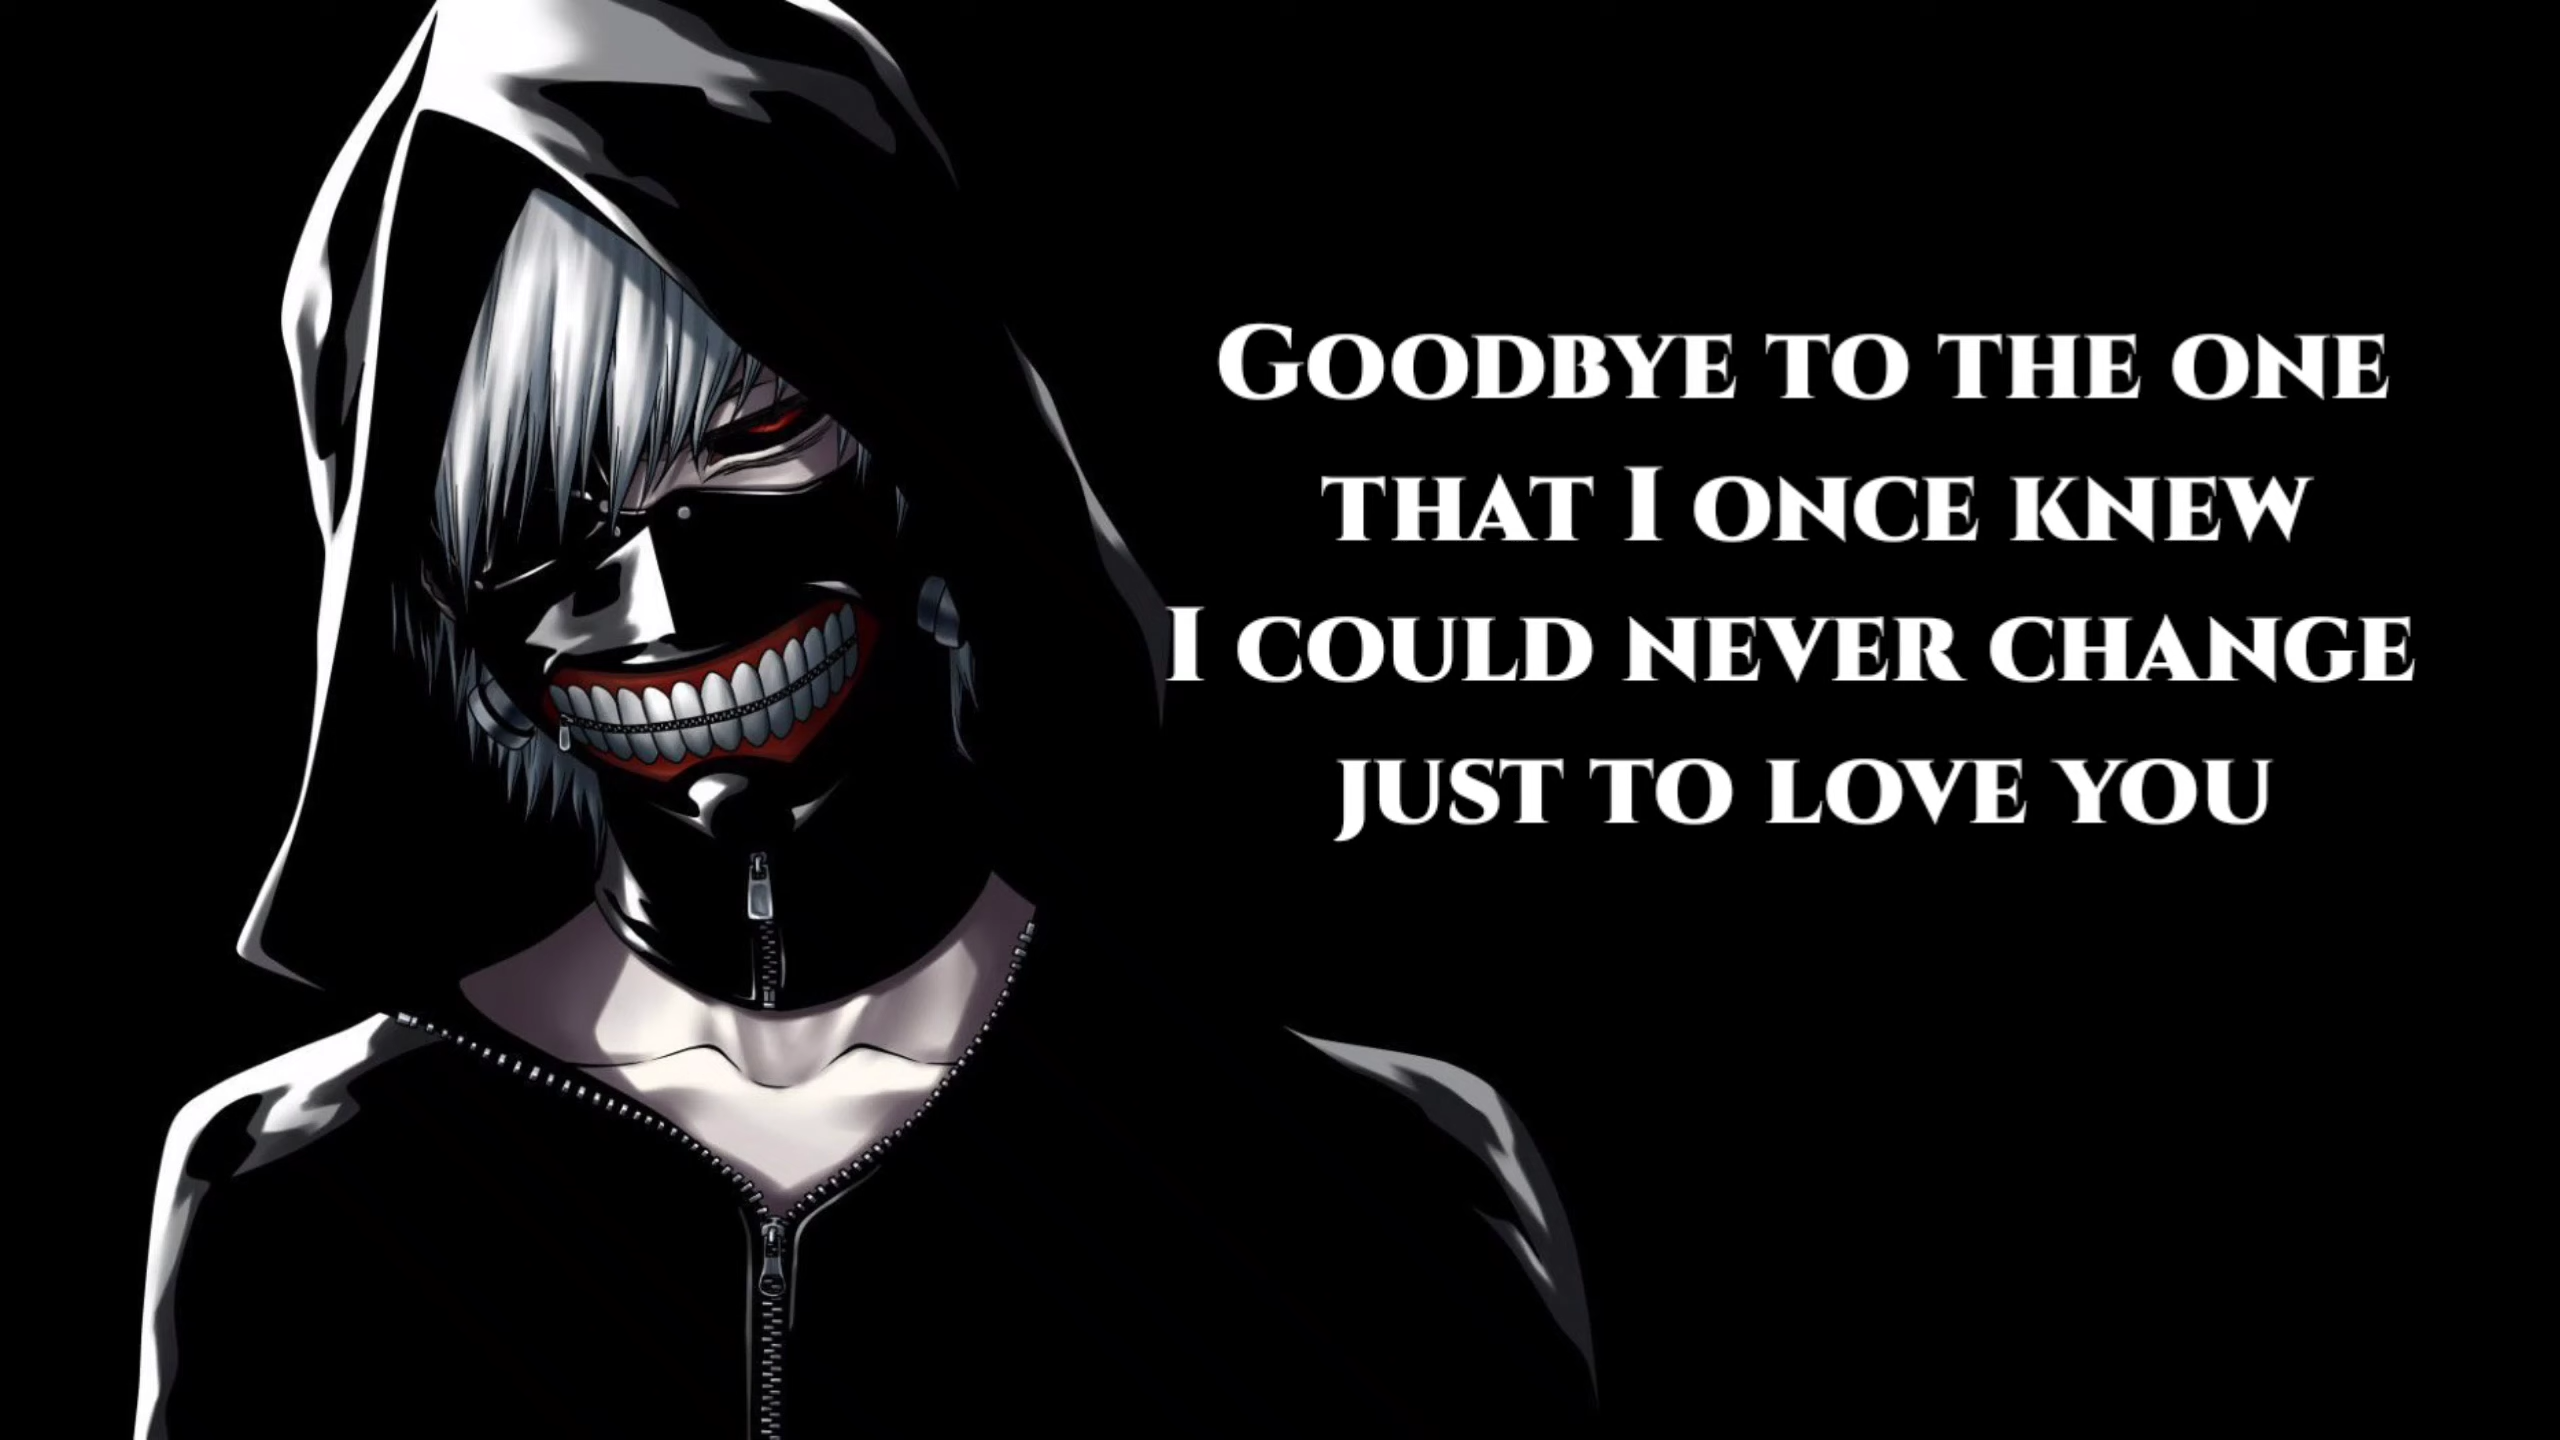 Goodbye to the one
that I once knew
I could never change
just to love you